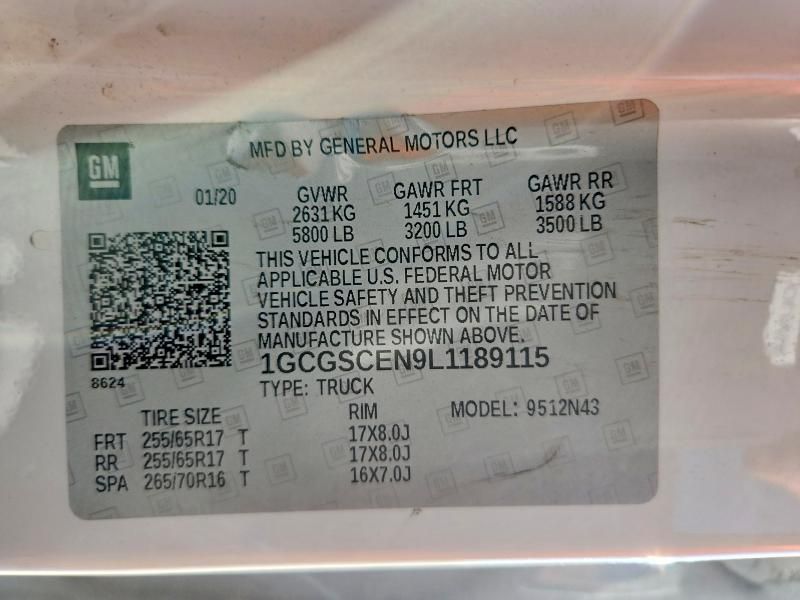 GM
MFD BY GENERAL MOTORS LLC
01/20
GVWR GAWR FRT GAWR RR
2631 KG 1451 KG 1588 KG
5800 LB 3200 LB 3500 LB
THIS VEHICLE CONFORMS TO ALL
APPLICABLE U.S. FEDERAL MOTOR
VEHICLE SAFETY AND THEFT PREVENTION
STANDARDS IN EFFECT ON THE DATE OF
MANUFACTURE SHOWN ABOVE.
8624
1GCGSCEN9L1189115
TYPE: TRUCK
TIRE SIZE RIM MODEL: 9512N43
FRT 255/65R17 T 17X8.0J
RR 255/65R17 T 17X8.0J
SPA 265/70R16 T 16X7.0J